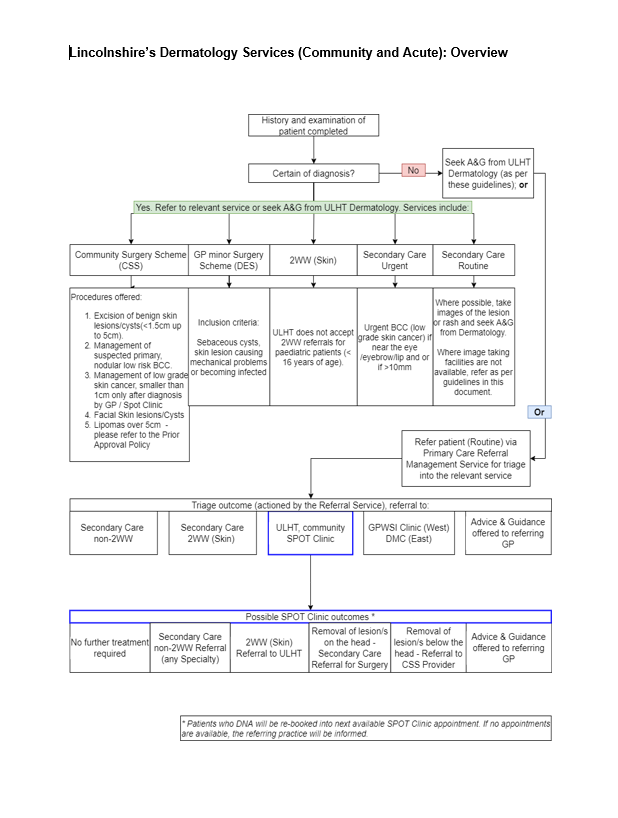 Lincolnshire's Dermatology Services (Community and Acute): Overview
History and examination of
patient completed
Certain of diagnosis?
No
Seek A&G from ULHT
Dermatology (as per
these guidelines); or
Yes. Refer to relevant service or seek A&G from ULHT Dermatology. Services include:
Community Surgery Scheme
(CSS)
GP minor Surgery
Scheme (DES)
2WW (Skin)
Secondary Care
Urgent
Secondary Care
Routine
Procedures offered:
1. Excision of benign skin
lesions/cysts(<1.5cm up
to 5cm).
2. Management of
suspected primary,
nodular low risk BCC.
3. Management of low grade
skin cancer, smaller than
1cm only after diagnosis
by GP / Spot Clinic
4. Facial Skin lesions/Cysts
5. Lipomas over 5cm -
please refer to the Prior
Approval Policy
Inclusion criteria:
Sebaceous cysts,
skin lesion causing
mechanical problems
or becoming infected
ULHT does not accept
2WW referrals for
paediatric patients (<
16 years of age).
Urgent BCC (low
grade skin cancer) if
near the eye
/eyebrow/lip and or
if >10mm
Where possible, take
images of the lesion
or rash and seek A&G
from Dermatology.
Where image taking
facilities are not
available, refer as per
guidelines in this
document.
Or
Refer patient (Routine) via
Primary Care Referral
Management Service for triage
into the relevant service
Triage outcome (actioned by the Referral Service), referral to:
Secondary Care
non-2WW
Secondary Care
2WW (Skin)
ULHT, community
SPOT Clinic
GPWSI Clinic (West)
DMC (East)
Advice & Guidance
offered to referring
GP
Possible SPOT Clinic outcomes *
No further treatment
required
Secondary Care
non-2WW Referral
(any Specialty)
2WW (Skin)
Referral to ULHT
Removal of lesion/s
on the head -
Secondary Care
Referral for Surgery
Removal of
lesion/s below the
head - Referral to
CSS Provider
Advice & Guidance
offered to referring
GP
* Patients who DNA will be re-booked into next available SPOT Clinic appointment. If no appointments
are available, the referring practice will be informed.